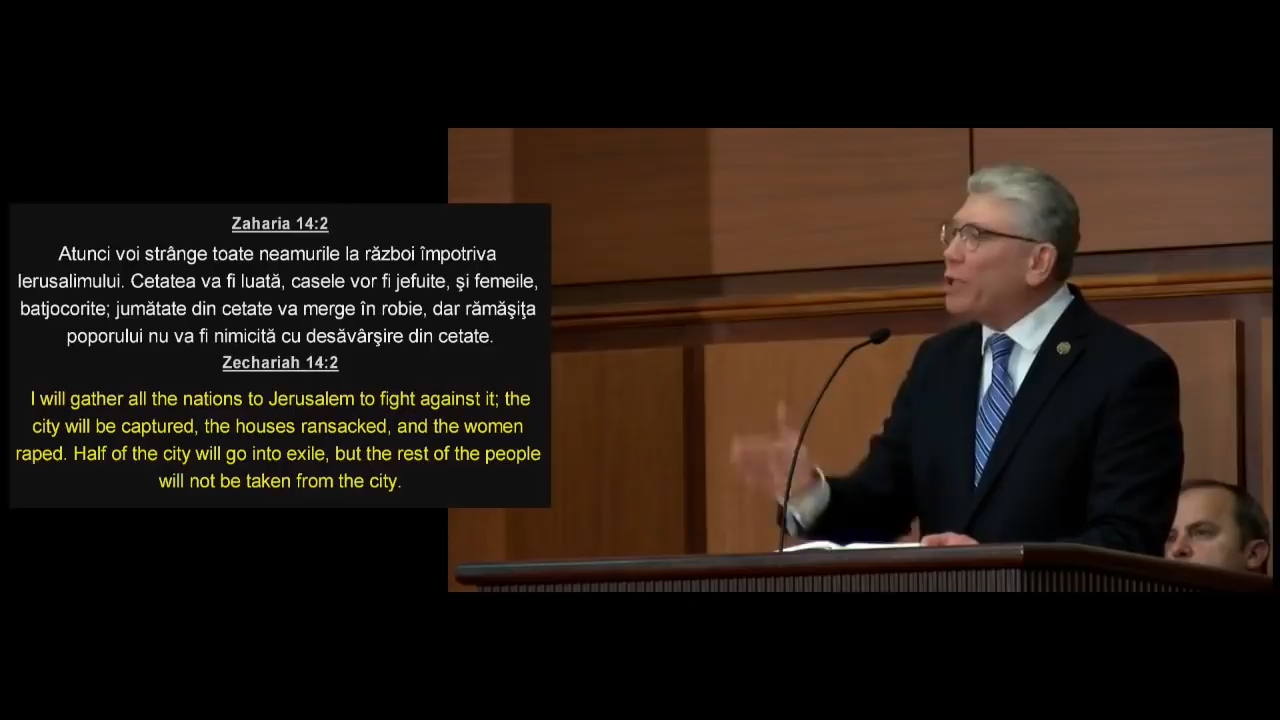 Zaharia 14:2
Atunci voi strânge toate neamurile la război împotriva
Ierusalimului. Cetatea va fi luată, casele vor fi jefuite, şi femeile,
batjocorite; jumătate din cetate va merge în robie, dar rămăşiţa
poporului nu va fi nimicită cu desăvârşire din cetate.
Zechariah 14:2
I will gather all the nations to Jerusalem to fight against it; the
city will be captured, the houses ransacked, and the women
raped. Half of the city will go into exile, but the rest of the people
will not be taken from the city.